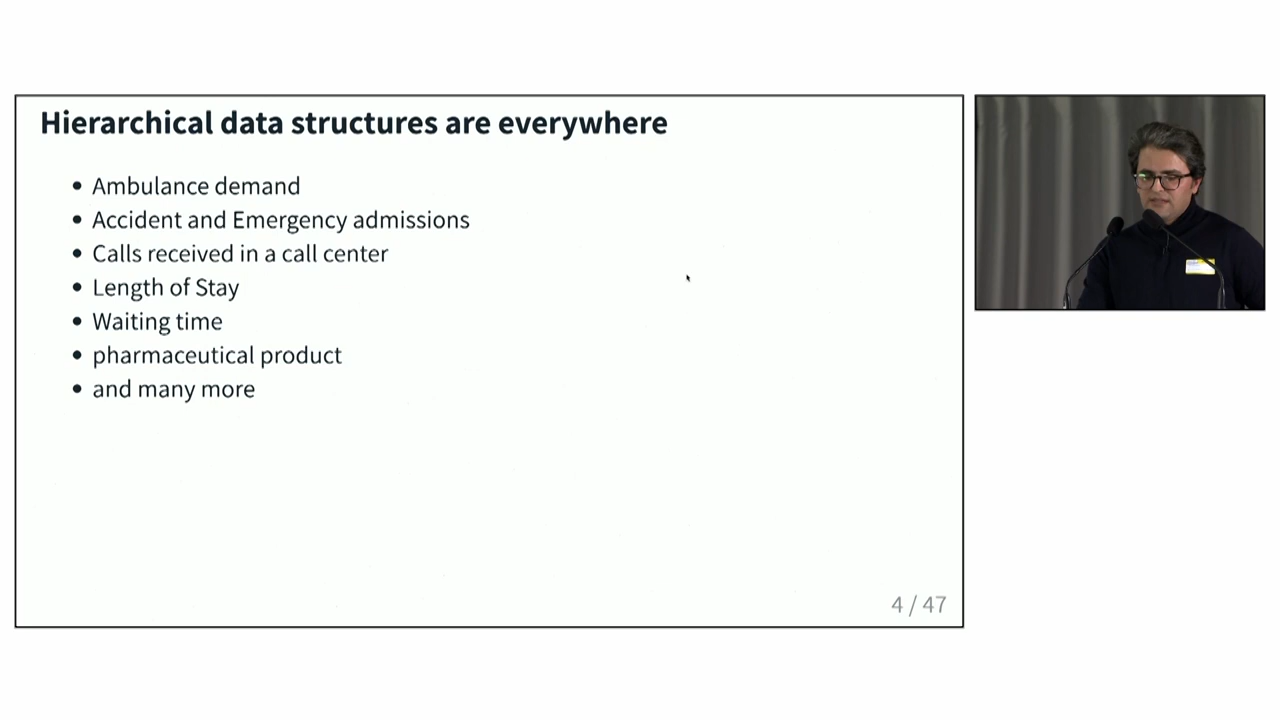 Hierarchical data structures are everywhere
• Ambulance demand
• Accident and Emergency admissions
• Calls received in a call center
• Length of Stay
• Waiting time
• pharmaceutical product
• and many more
4 / 47